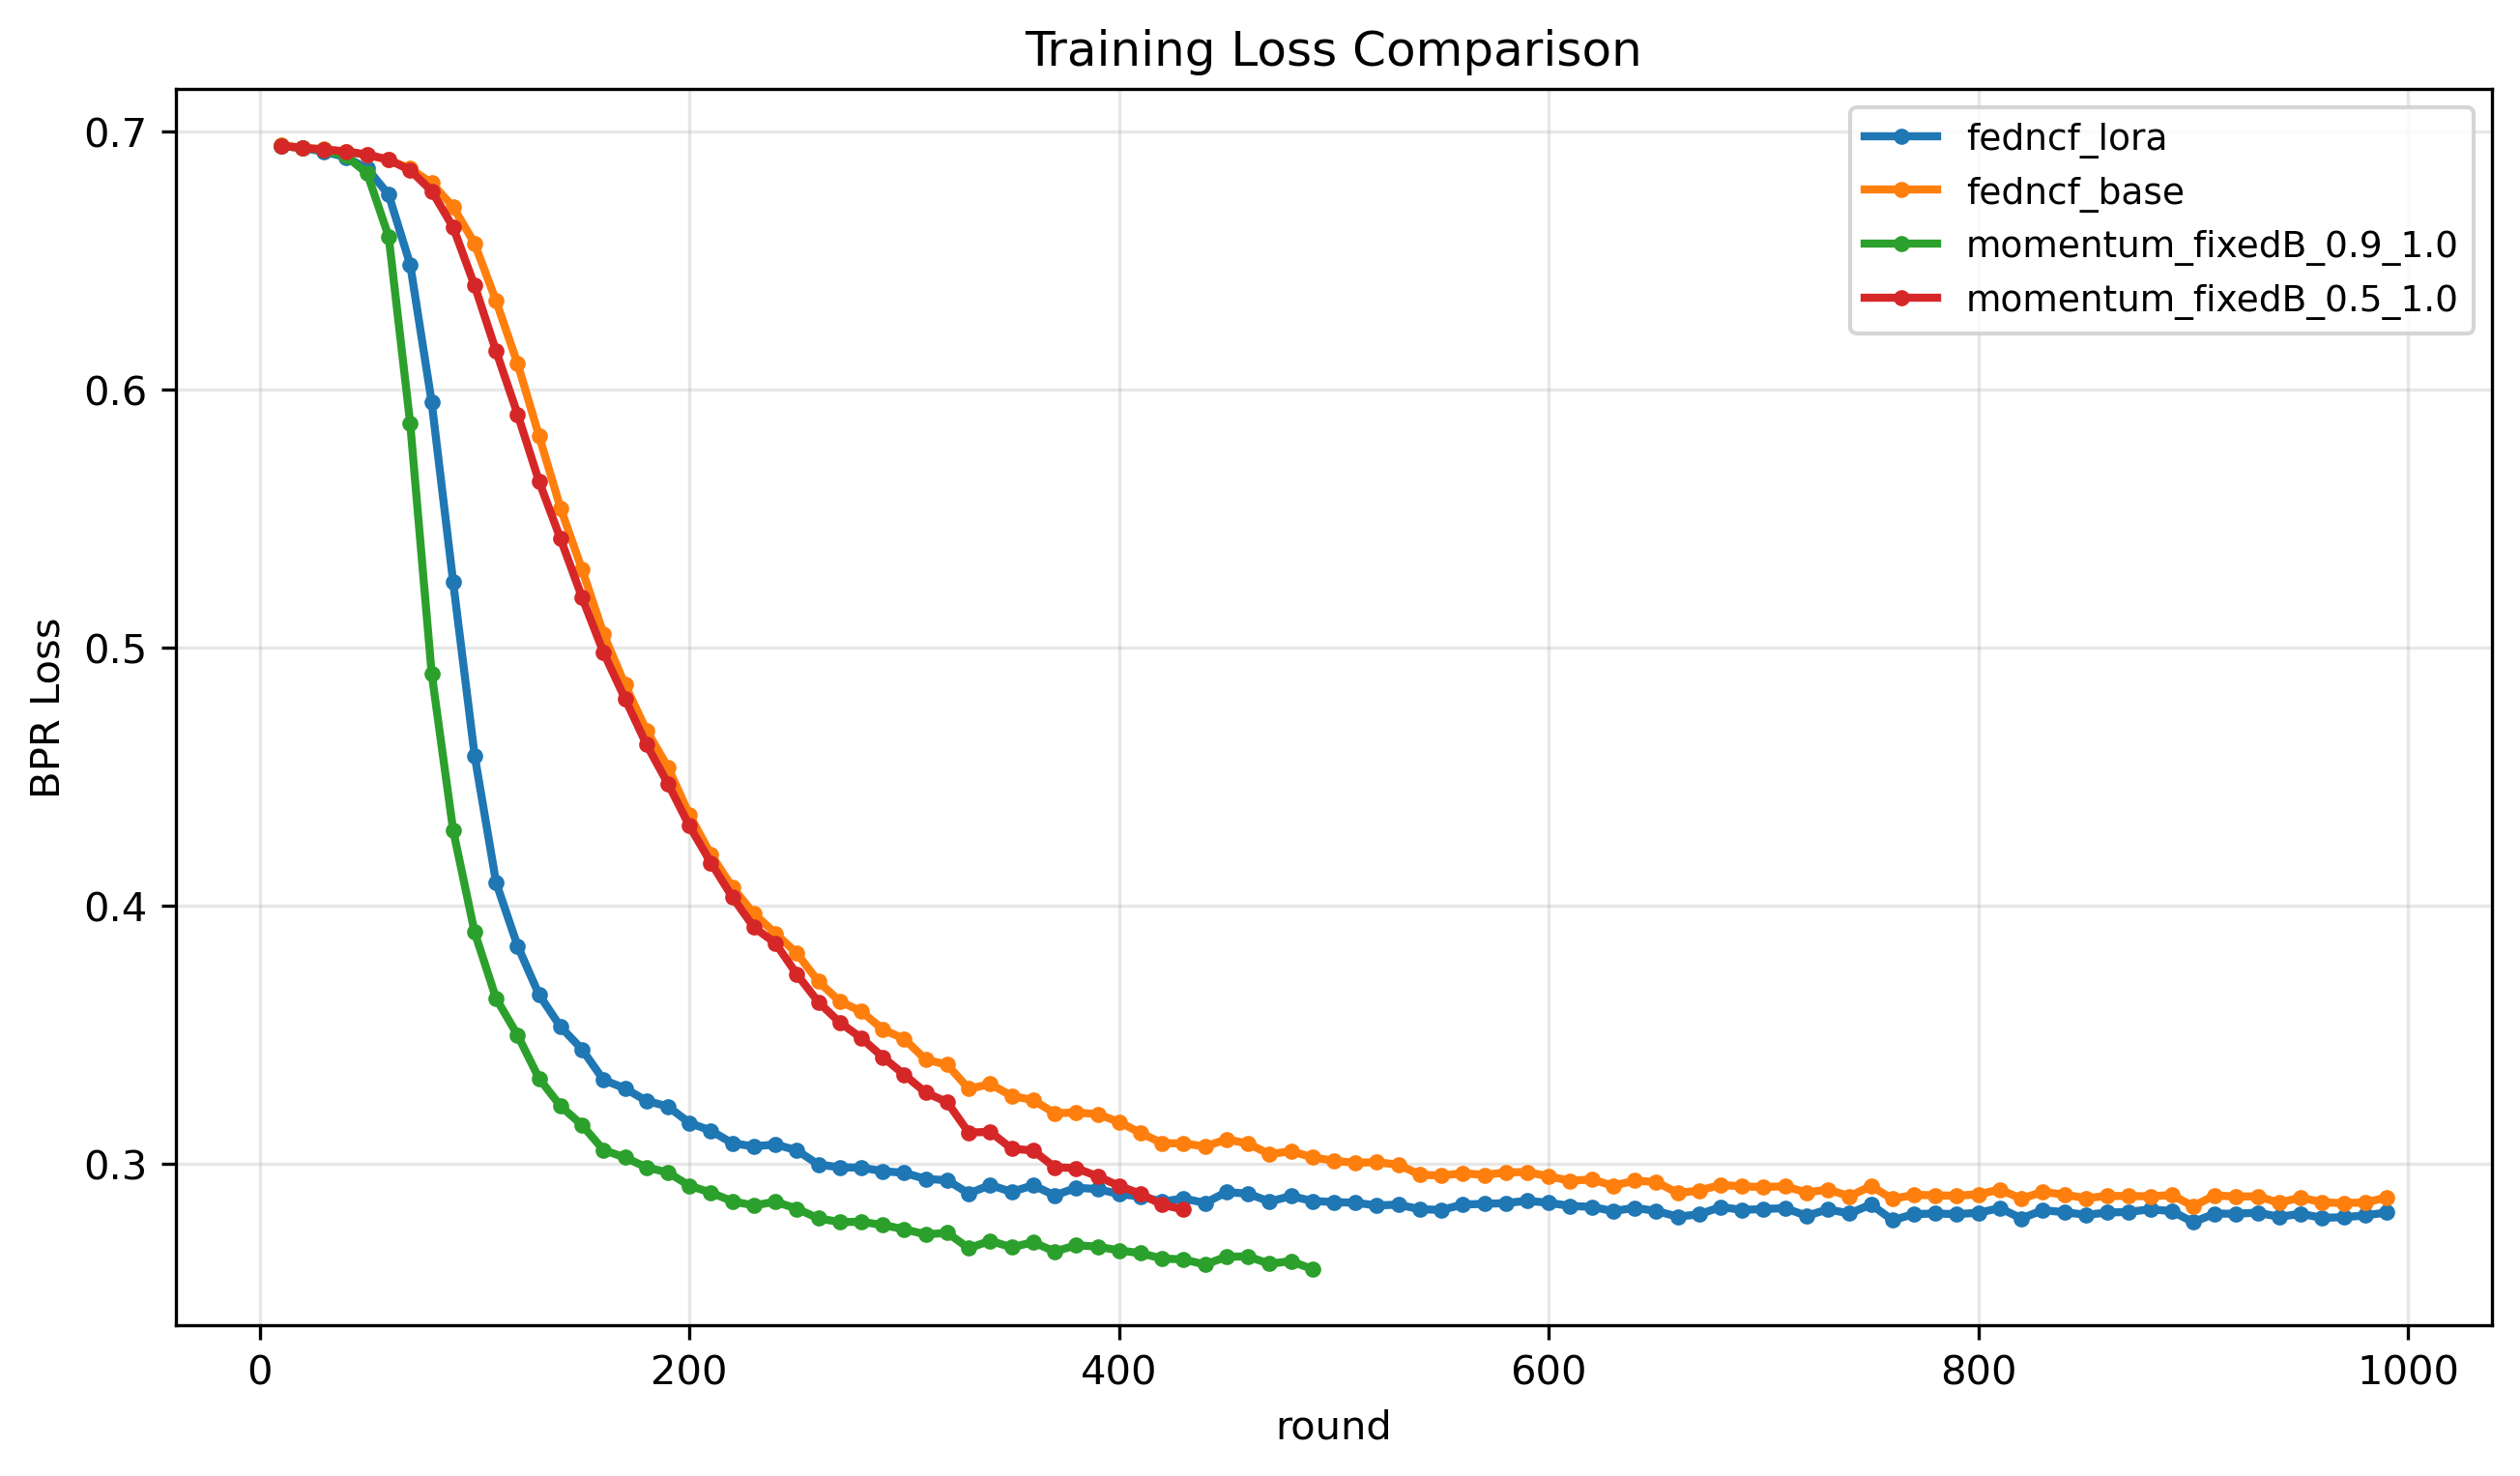 Training Loss Comparison
fedncf_lora
fedncf_base
momentum_fixedB_0.9_1.0
momentum_fixedB_0.5_1.0
BPR Loss
0.7
0.6
0.5
0.4
0.3
0 200 400 600 800 1000
round